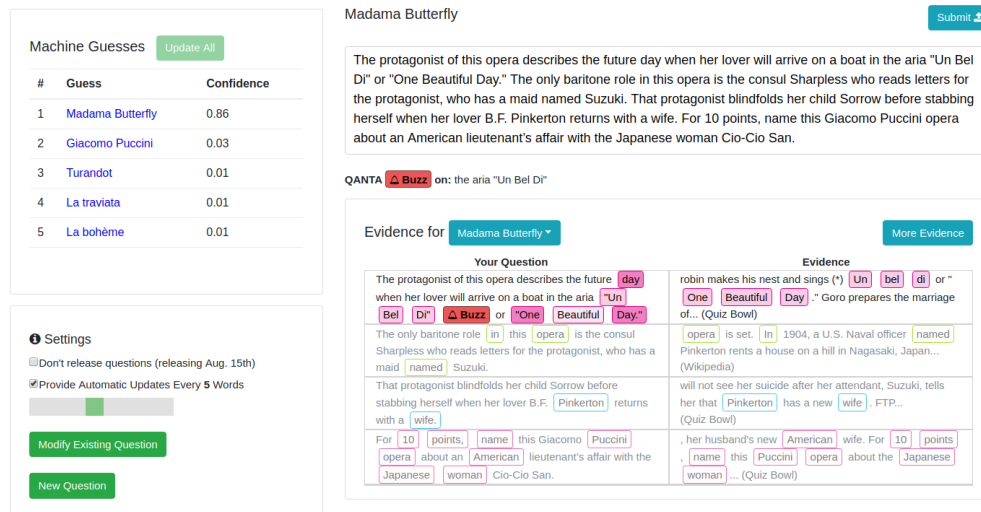 Machine Guesses Update All
# Guess Confidence
1 Madama Butterfly 0.86
2 Giacomo Puccini 0.03
3 Turandot 0.01
4 La traviata 0.01
5 La bohème 0.01
Settings
Don't release questions (releasing Aug. 15th)
Provide Automatic Updates Every 5 Words
Modify Existing Question
New Question
Madama Butterfly
Submit
The protagonist of this opera describes the future day when her lover will arrive on a boat in the aria "Un Bel
Di" or "One Beautiful Day." The only baritone role in this opera is the consul Sharpless who reads letters for
the protagonist, who has a maid named Suzuki. That protagonist blindfolds her child Sorrow before stabbing
herself when her lover B.F. Pinkerton returns with a wife. For 10 points, name this Giacomo Puccini opera
about an American lieutenant's affair with the Japanese woman Cio-Cio San.
QANTA Buzz on: the aria "Un Bel Di"
Evidence for Madama Butterfly More Evidence
Your Question
The protagonist of this opera describes the future day
when her lover will arrive on a boat in the aria "Un
Bel Di" Buzz or "One Beautiful Day."
The only baritone role in this opera is the consul
Sharpless who reads letters for the protagonist, who has a
maid named Suzuki.
That protagonist blindfolds her child Sorrow before
stabbing herself when her lover B.F. Pinkerton returns
with a wife.
For 10 points, name this Giacomo Puccini
opera about an American lieutenant's affair with the
Japanese woman Cio-Cio San.
Evidence
robin makes his nest and sings (*) Un bel di or "
One Beautiful Day ." Goro prepares the marriage
of... (Quiz Bowl)
opera is set. In 1904, a U.S. Naval officer named
Pinkerton rents a house on a hill in Nagasaki, Japan...
(Wikipedia)
will not see her suicide after her attendant, Suzuki, tells
her that Pinkerton has a new wife . FTP...
(Quiz Bowl)
, her husband's new American wife. For 10 points
, name this Puccini opera about the Japanese
woman ... (Quiz Bowl)